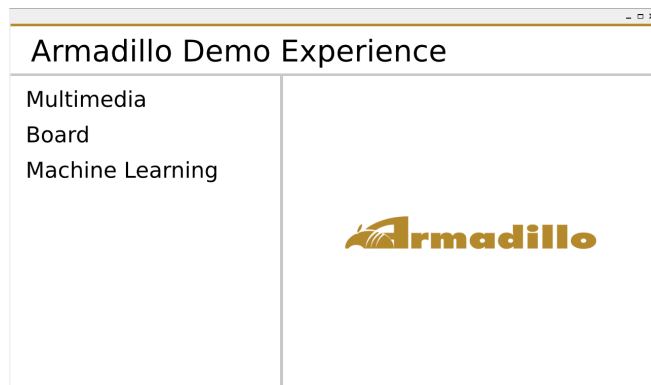 Armadillo Demo Experience
Multimedia
Board
Machine Learning
Armadillo